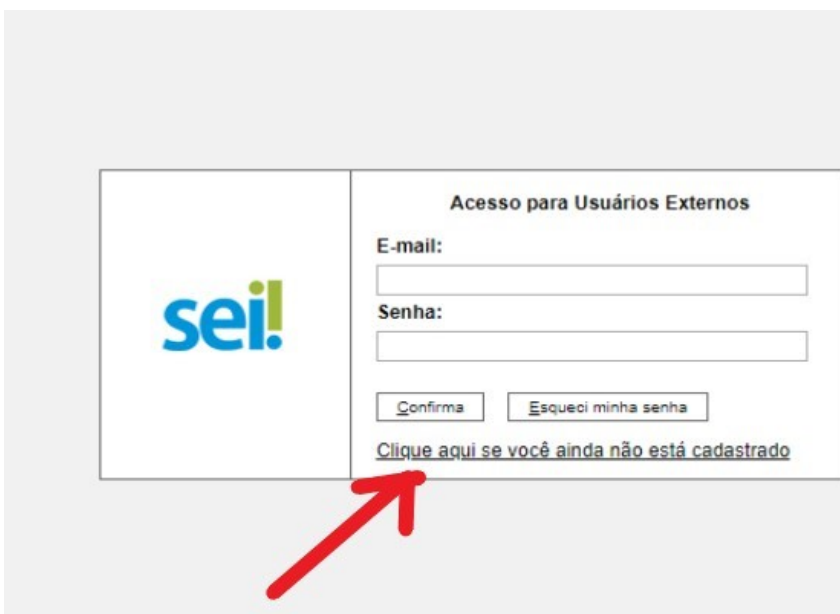 sei!
Acesso para Usuários Externos
E-mail:
Senha:
Confirma
Esqueci minha senha
Clique aqui se você ainda não está cadastrado